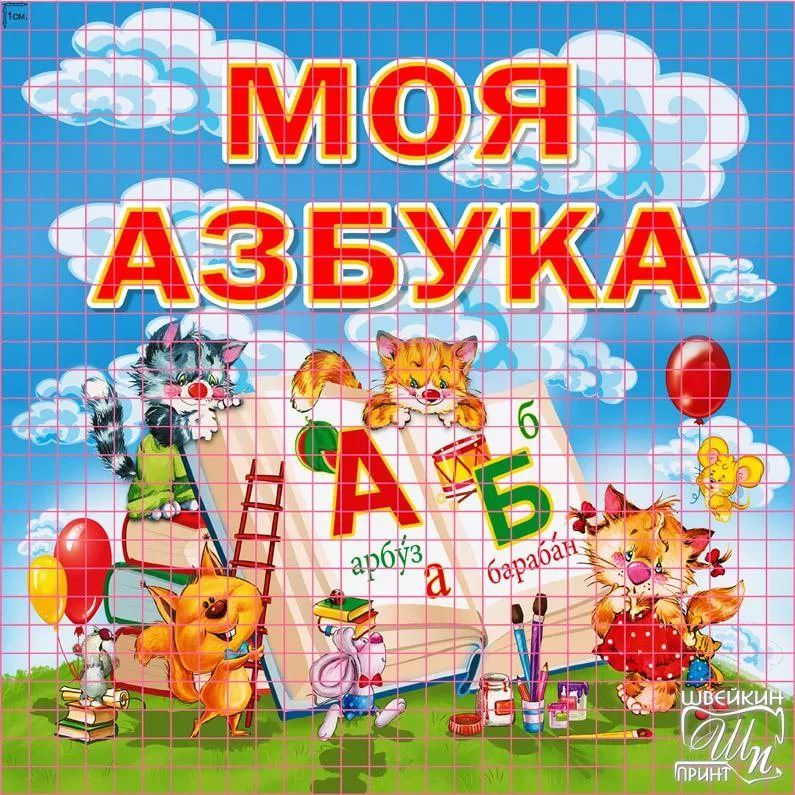 1см.
МОЯ
АЗБУКА
б
А
Б
арбу́з
бараба́н
а
ШВЕЙКИН
Шп
ПРИНТ